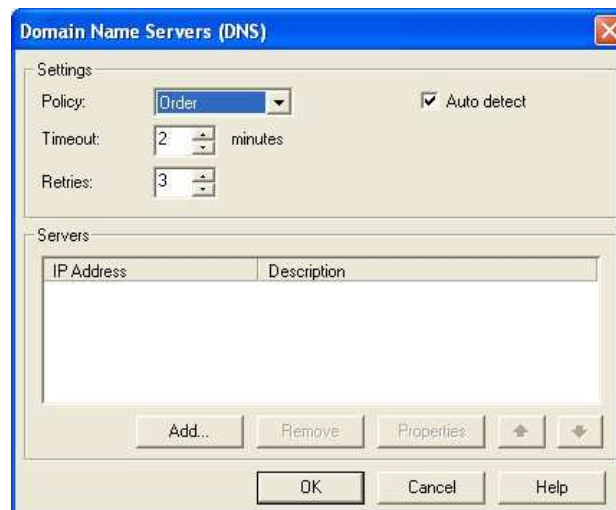 Domain Name Servers (DNS)
Settings
Policy: Order Auto detect
Timeout: 2 minutes
Retries: 3
Servers
IP Address Description
Add... Remove Properties
OK Cancel Help